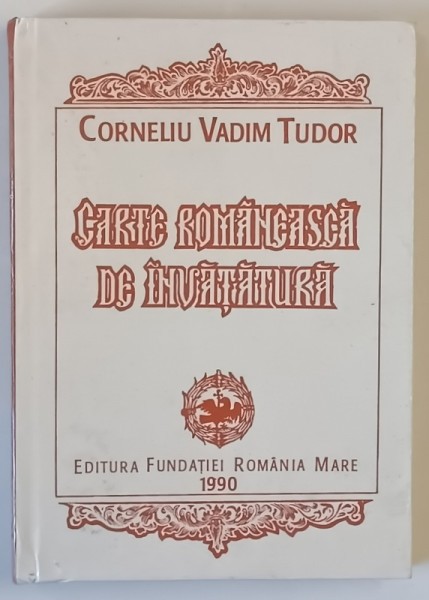 CORNELIU VADIM TUDOR
CARTE ROMÂNEASCĂ
DE ÎNVĂȚĂTURĂ
EDITURA FUNDAȚIEI ROMÂNIA MARE
1990